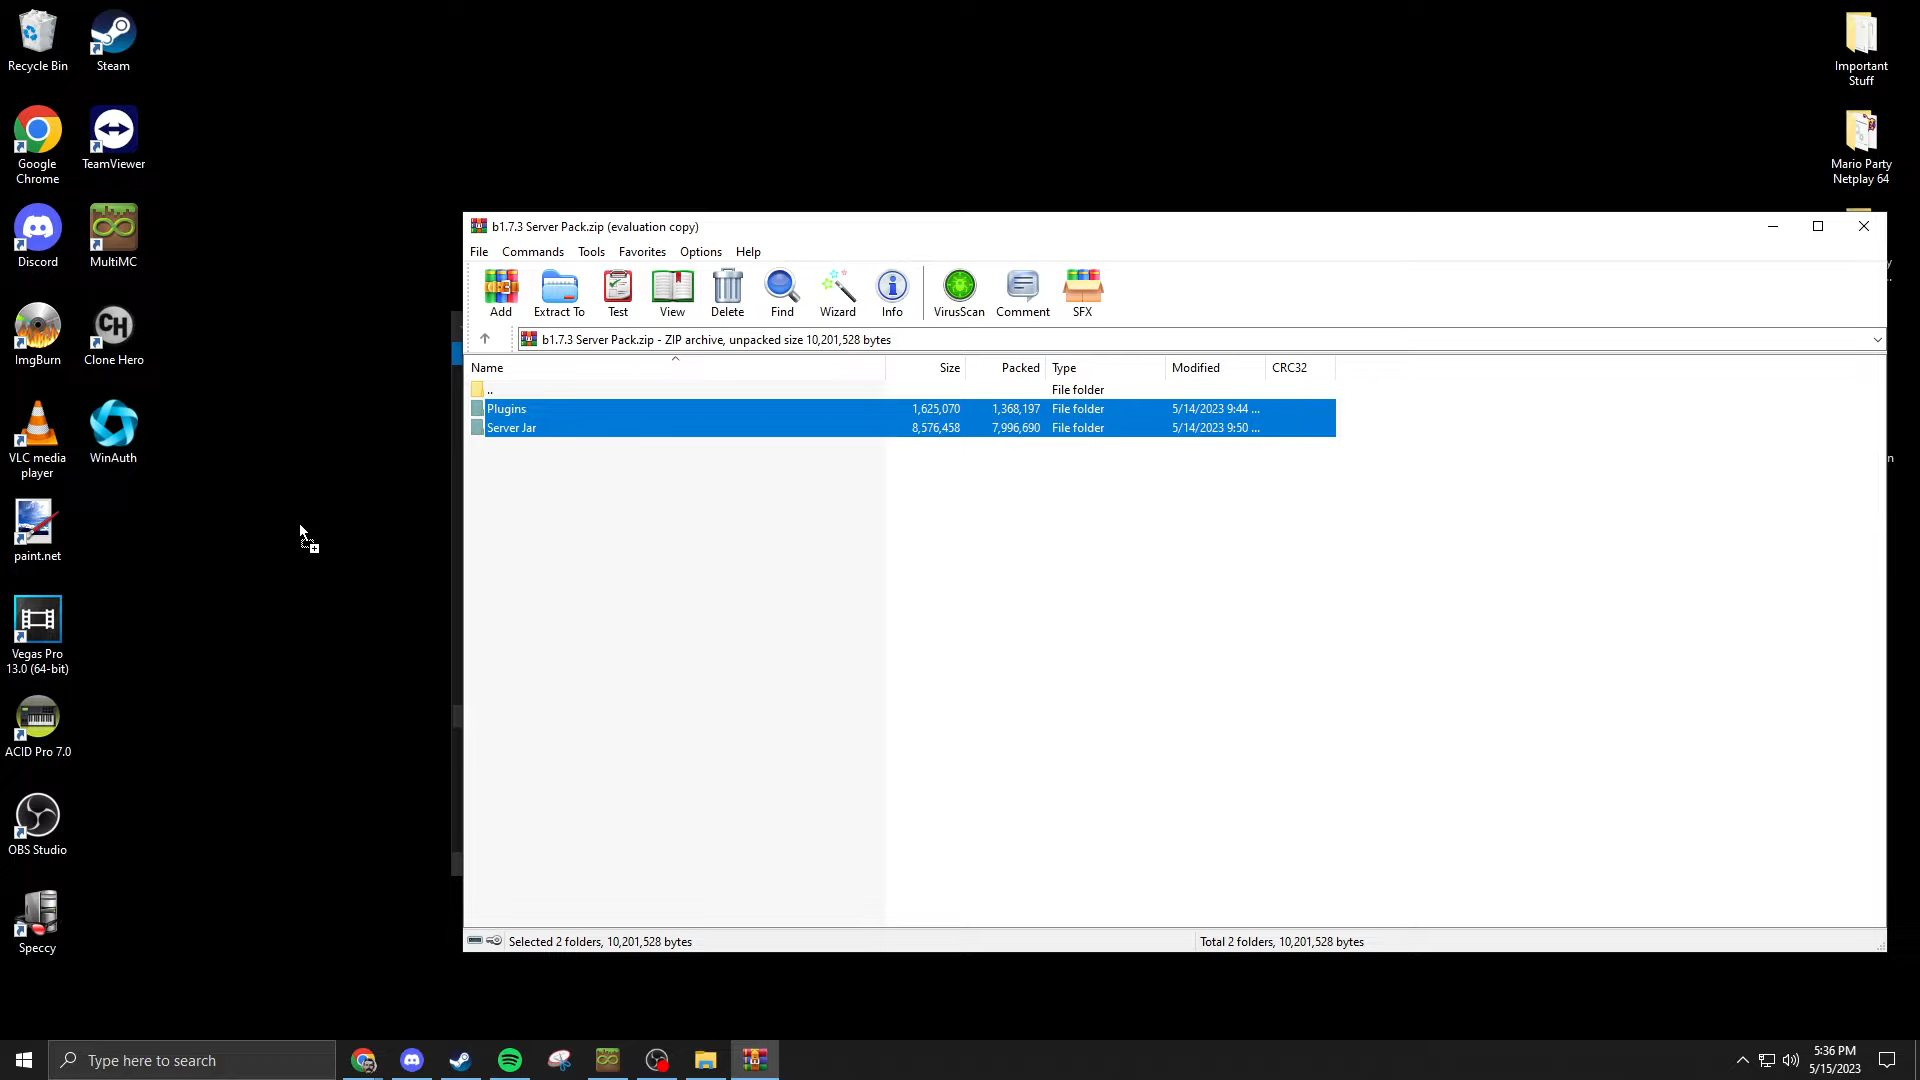 Recycle Bin
Steam
Google
Chrome
TeamViewer
Discord
MultiMC
ImgBurn
Clone Hero
CH
VLC media
player
WinAuth
paint.net
Vegas Pro
13.0 (64-bit)
ACID Pro 7.0
OBS Studio
Speccy
Important
Stuff
Mario Party
Netplay 64
b1.7.3 Server Pack.zip (evaluation copy)
File Commands Tools Favorites Options Help
Add Extract To Test View Delete Find Wizard Info VirusScan Comment SFX
b1.7.3 Server Pack.zip - ZIP archive, unpacked size 10,201,528 bytes
Name Size Packed Type Modified CRC32
.. File folder
Plugins 1,625,070 1,368,197 File folder 5/14/2023 9:44 ...
Server Jar 8,576,458 7,996,690 File folder 5/14/2023 9:50 ...
Selected 2 folders, 10,201,528 bytes
Total 2 folders, 10,201,528 bytes
Type here to search
5:36 PM
5/15/2023